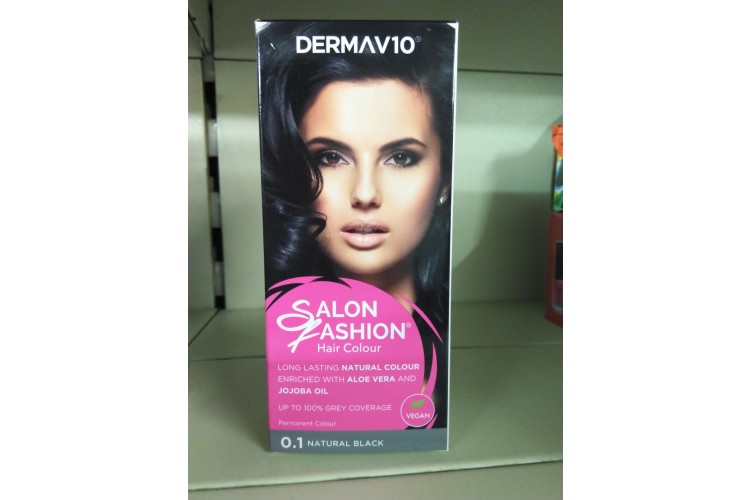 DERMAV10®
SALON
FASHION®
Hair Colour
LONG LASTING NATURAL COLOUR
ENRICHED WITH ALOE VERA AND
JOJOBA OIL
UP TO 100% GREY COVERAGE
VEGAN
Permanent Colour
0.1 NATURAL BLACK